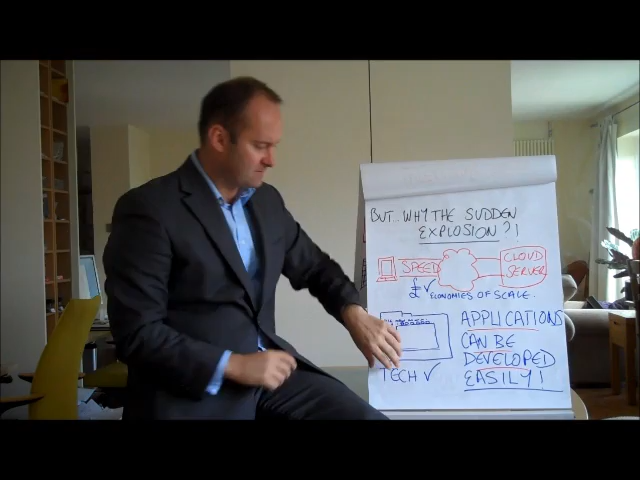 BUT... WHY THE SUDDEN
EXPLOSION?!
SPEED
CLOUD
SERVER
£ ✓ ECONOMIES OF SCALE.
APPLICATIONS
CAN BE
DEVELOPED
EASILY!
TECH ✓